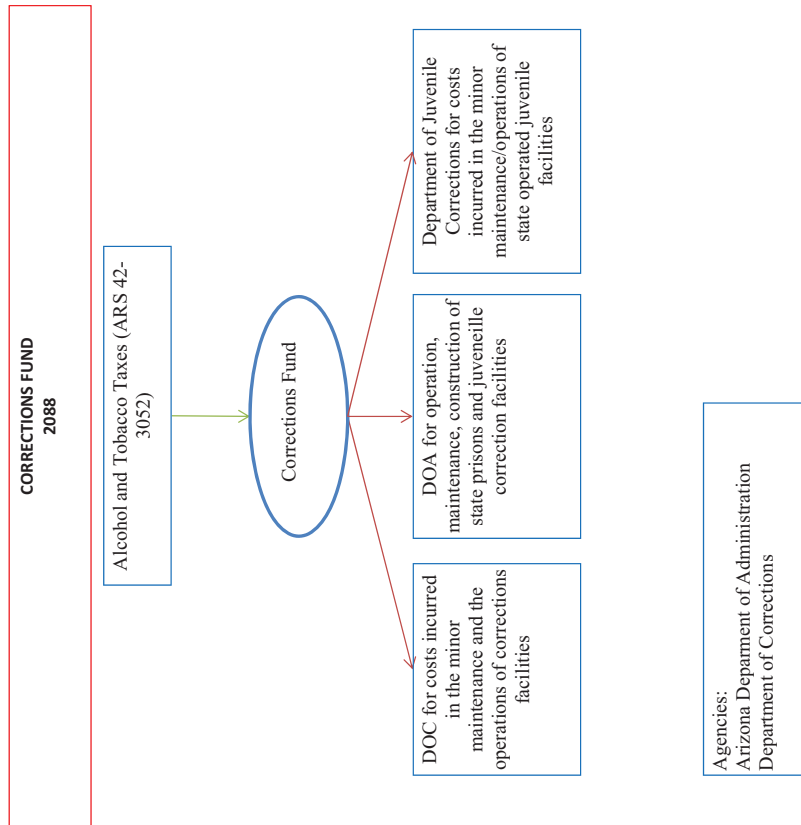 CORRECTIONS FUND
2088
Alcohol and Tobacco Taxes (ARS 42-
3052)
Corrections Fund
DOC for costs incurred
in the minor
maintenance and the
operations of corrections
facilities
DOA for operation,
maintenance, construction of
state prisons and juveneille
correction facilities
Department of Juvenile
Corrections for costs
incurred in the minor
maintenance/operations of
state operated juvenile
facilities
Agencies:
Arizona Deparment of Administration
Department of Corrections